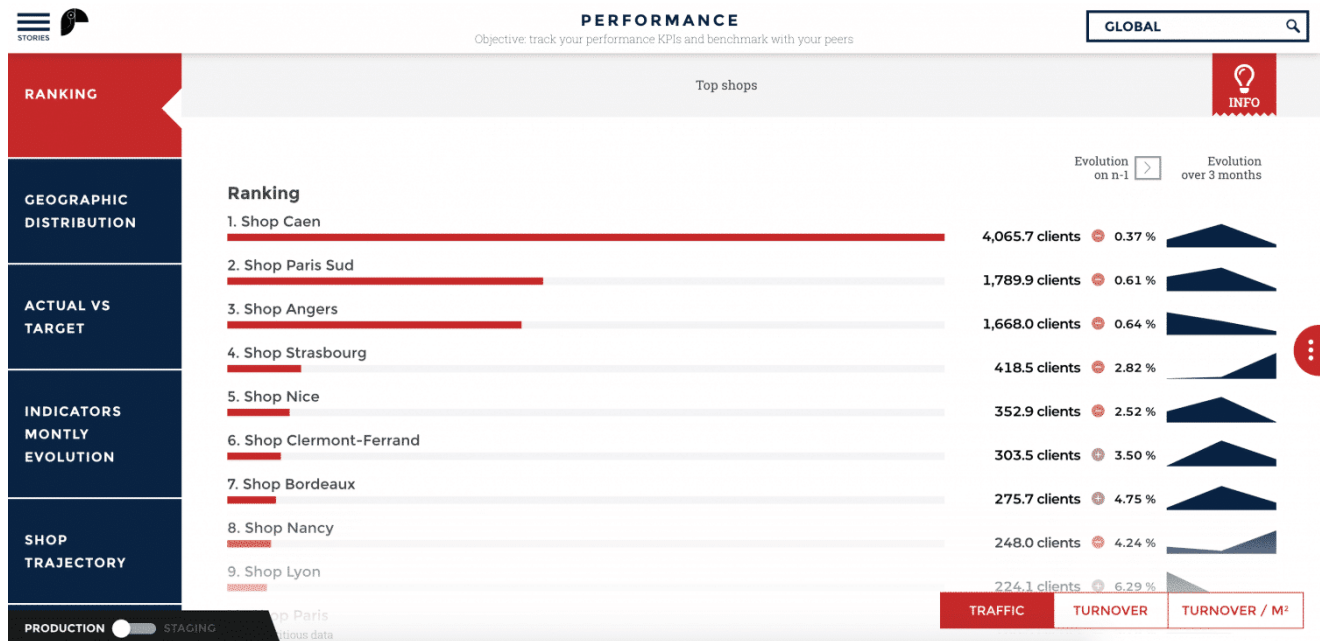 STORIES
PERFORMANCE
Objective: track your performance KPIs and benchmark with your peers
GLOBAL
RANKING
Top shops
INFO
Evolution
on n-1
Evolution
over 3 months
GEOGRAPHIC
DISTRIBUTION
ACTUAL VS
TARGET
INDICATORS
MONTLY
EVOLUTION
SHOP
TRAJECTORY
Ranking
1. Shop Caen
4,065.7 clients 0.37 %
2. Shop Paris Sud
1,789.9 clients 0.61 %
3. Shop Angers
1,668.0 clients 0.64 %
4. Shop Strasbourg
418.5 clients 2.82 %
5. Shop Nice
352.9 clients 2.52 %
6. Shop Clermont-Ferrand
303.5 clients 3.50 %
7. Shop Bordeaux
275.7 clients 4.75 %
8. Shop Nancy
248.0 clients 4.24 %
9. Shop Lyon
224.1 clients 6.29 %
Paris
data
TRAFFIC
TURNOVER
TURNOVER / M²
PRODUCTION
STAGING